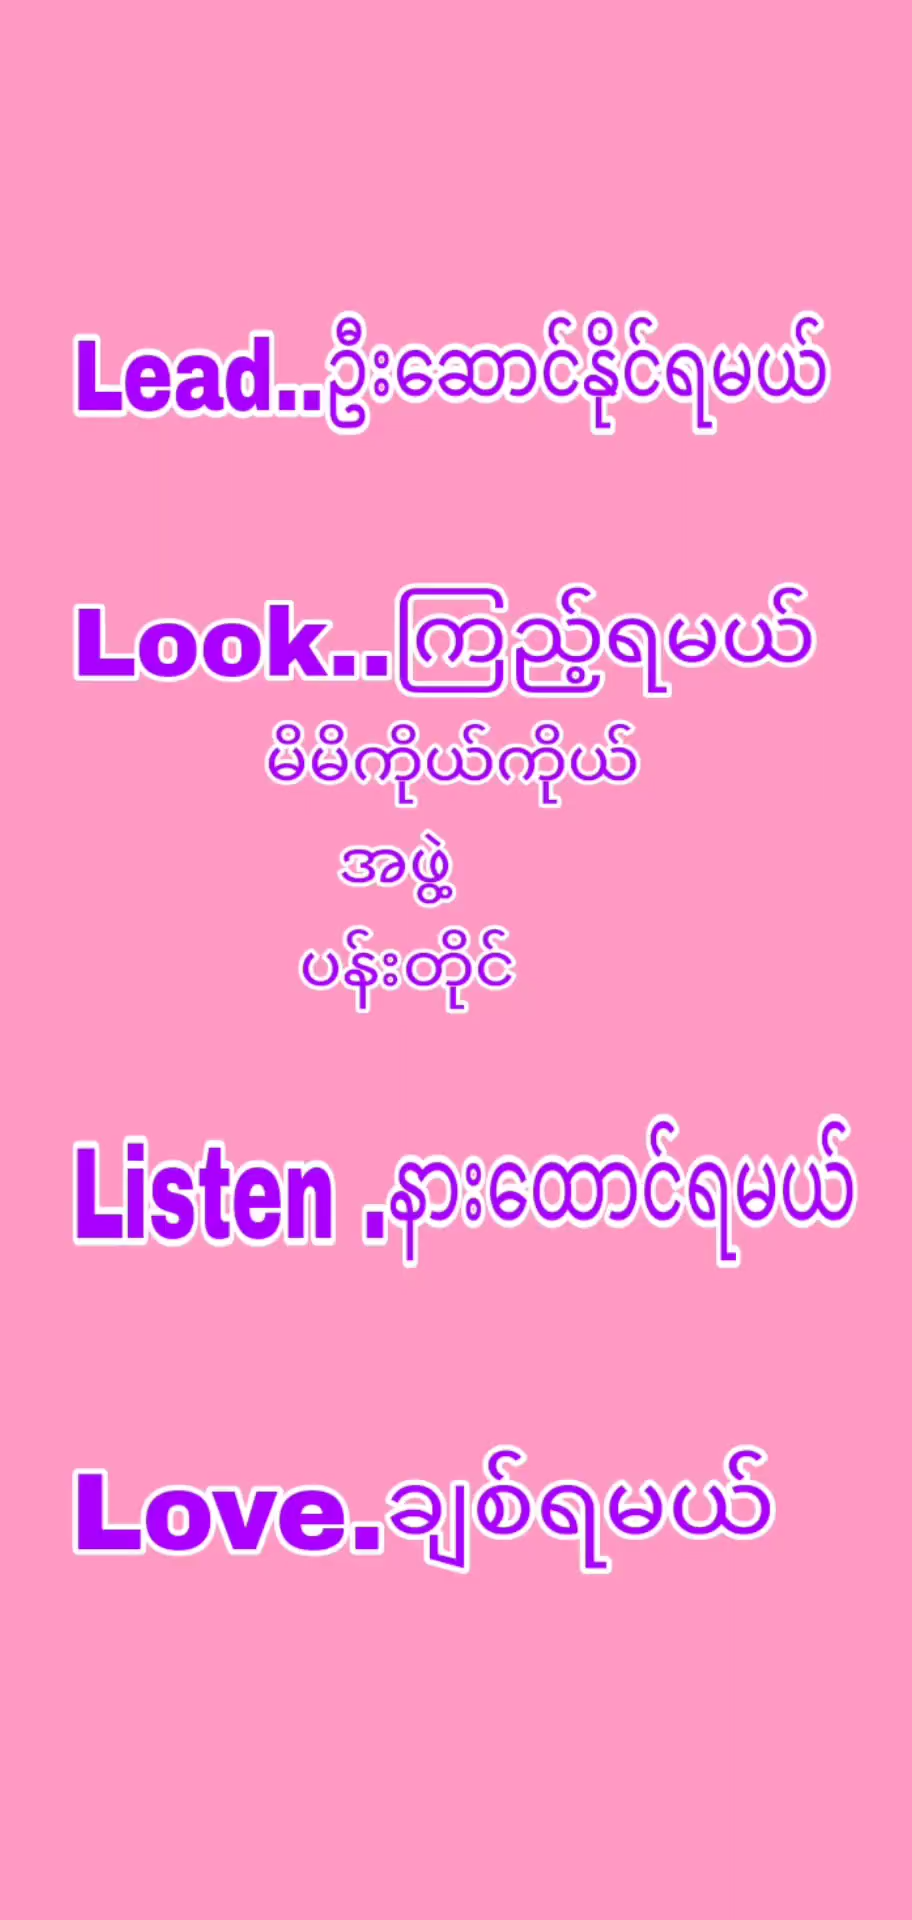 Lead..ဦးဆောင်နိုင်ရမယ်
Look..ကြည့်ရမယ်
မိမိကိုယ်ကိုယ်
အဖွဲ့
ပန်းတိုင်
Listen .နားထောင်ရမယ်
Love.ချစ်ရမယ်